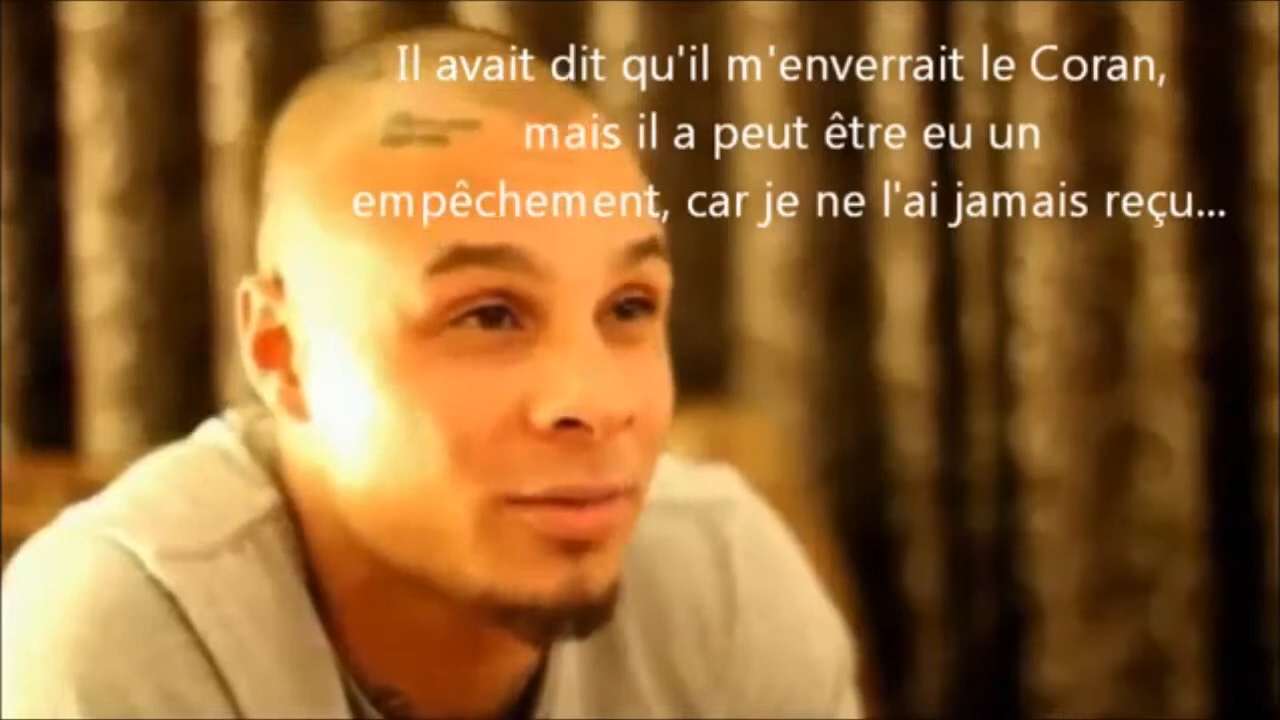 Il avait dit qu'il m'enverrait le Coran,
mais il a peut être eu un
empêchement, car je ne l'ai jamais reçu...